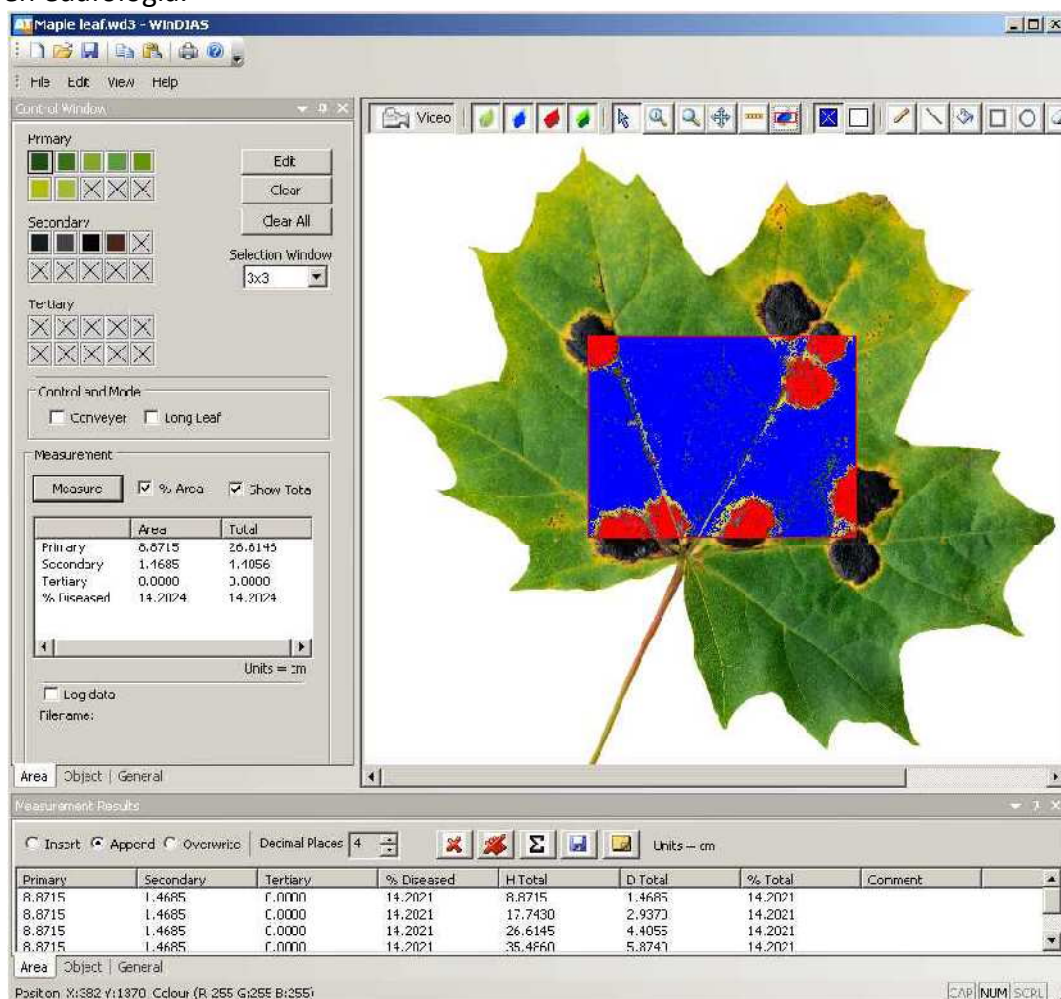 en Edafología.
Maple leaf.wd3 - WinDIAS
File Edit View Help
Control Window
Video
Primary
Edit
Clear
Clear All
Secondary
Selection Window
3x3
Tertiary
Control and Mode
Conveyer Long Leaf
Measurement
Measure % Area Show Tota
Area Total
Primary 8.8715 26.6145
Secondary 1.4685 4.4056
Tertiary 0.0000 0.0000
% Diseased 14.2024 14.2024
Units = cm
Log data
Filename:
Area Object General
Measurement Results
Insert Append Overwrite Decimal Places 4 Units = cm
Primary Secondary Tertiary % Diseased H Total D Total % Total Comment
8.8715 1.4685 0.0000 14.2021 8.8715 1.4685 14.2021
8.8715 1.4685 0.0000 14.2021 17.7430 2.9370 14.2021
8.8715 1.4685 0.0000 14.2021 26.6145 4.4055 14.2021
8.8715 1.4685 0.0000 14.2021 35.4860 5.8740 14.2021
Area Object General
Position X:382 Y:1370 Colour (R:255 G:255 B:255)
CAP NUM SCRL